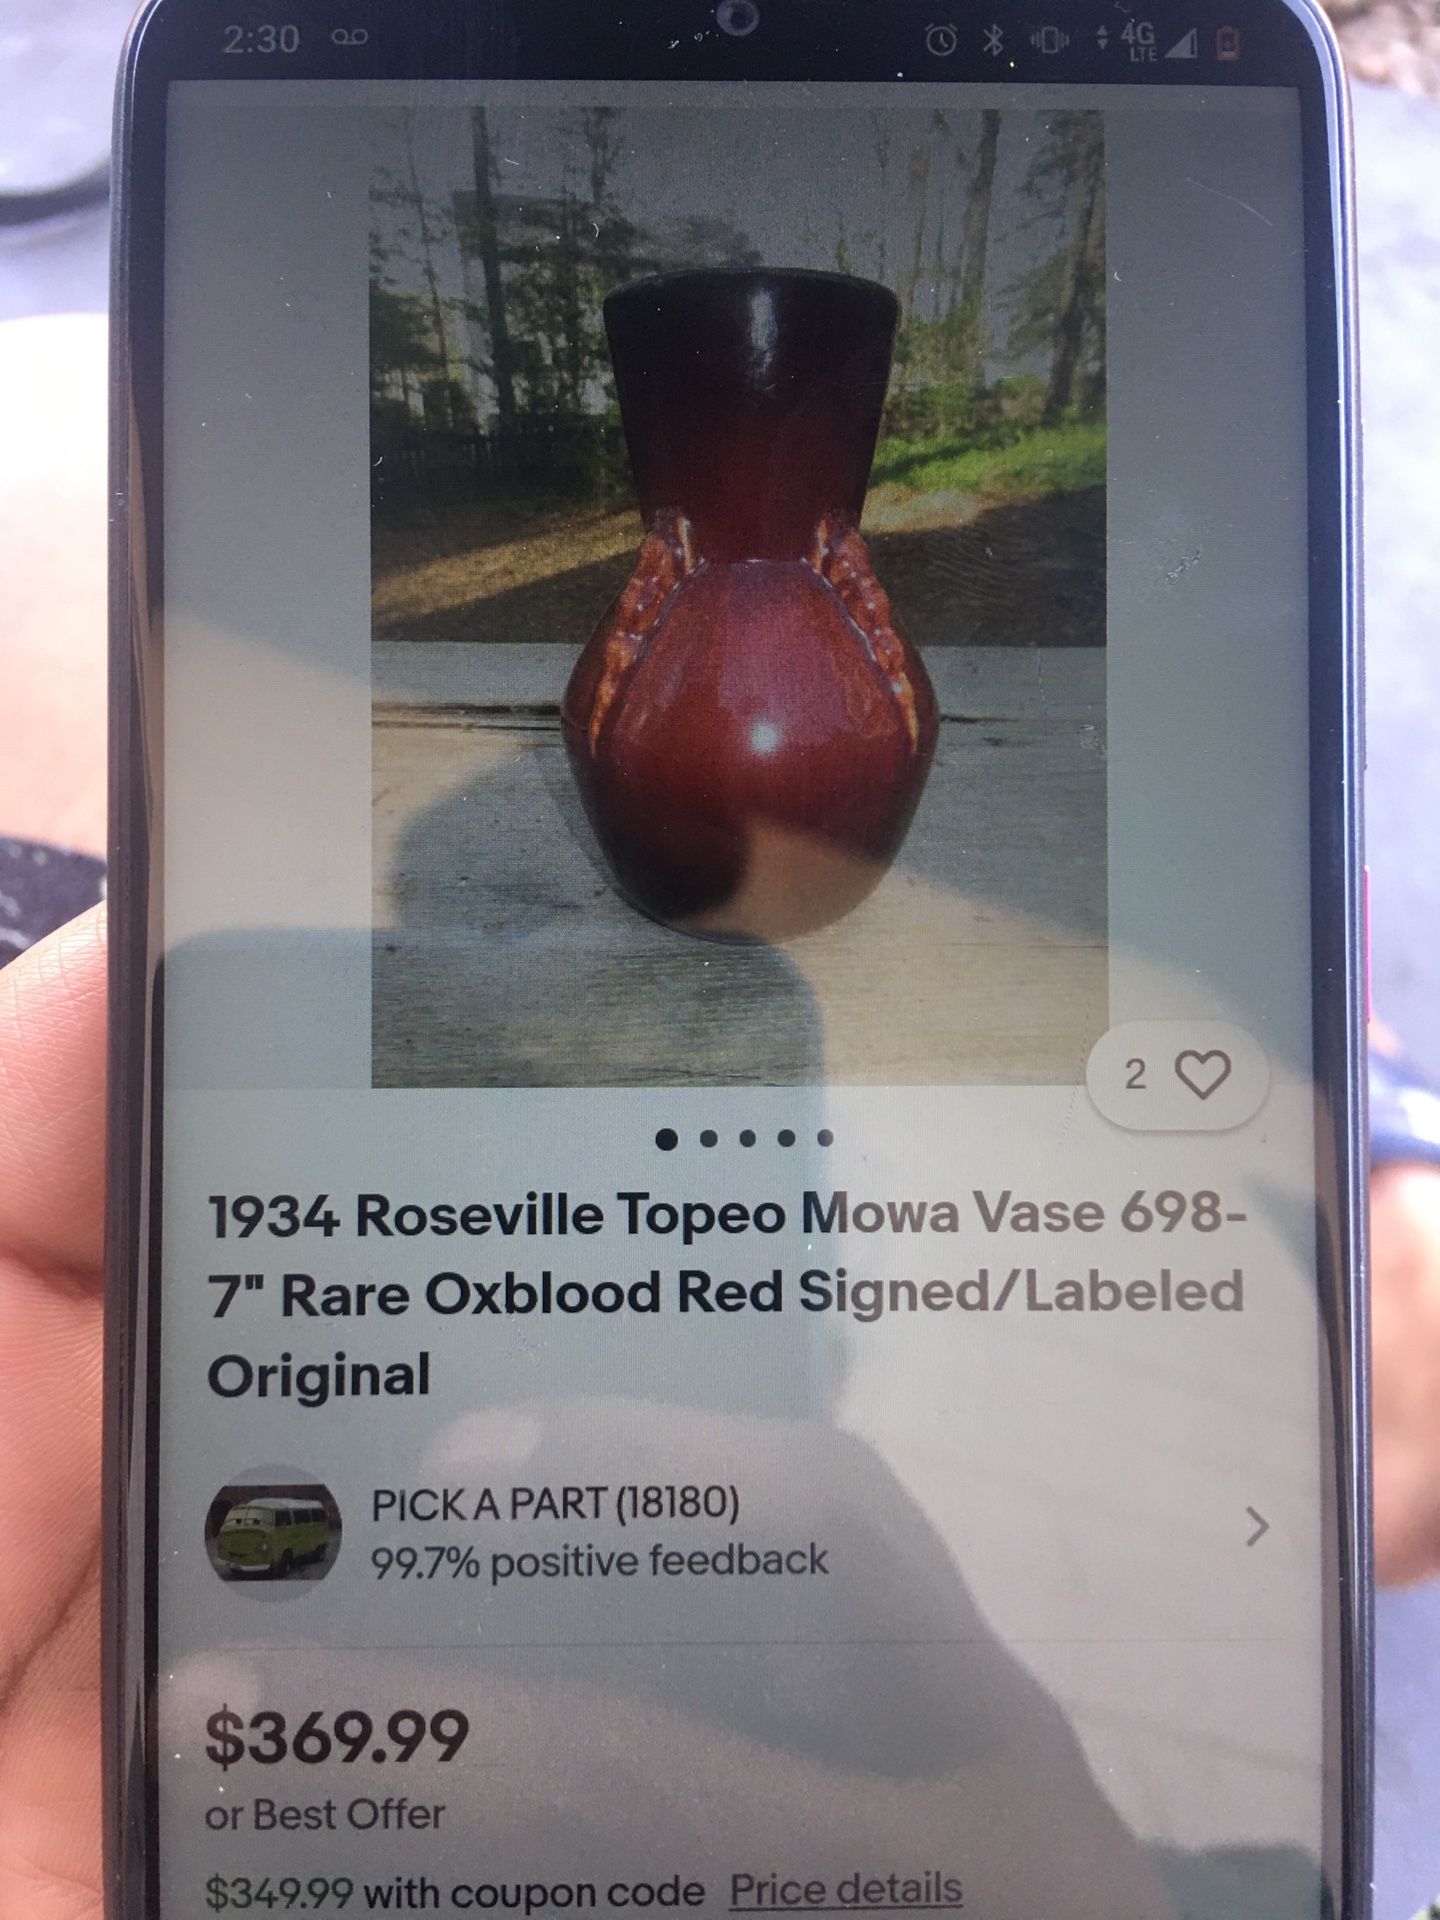 2:30
4G
LTE
2
1934 Roseville Topeo Mowa Vase 698-
7" Rare Oxblood Red Signed/Labeled
Original
PICK A PART (18180)
99.7% positive feedback
$369.99
or Best Offer
$349.99 with coupon code Price details